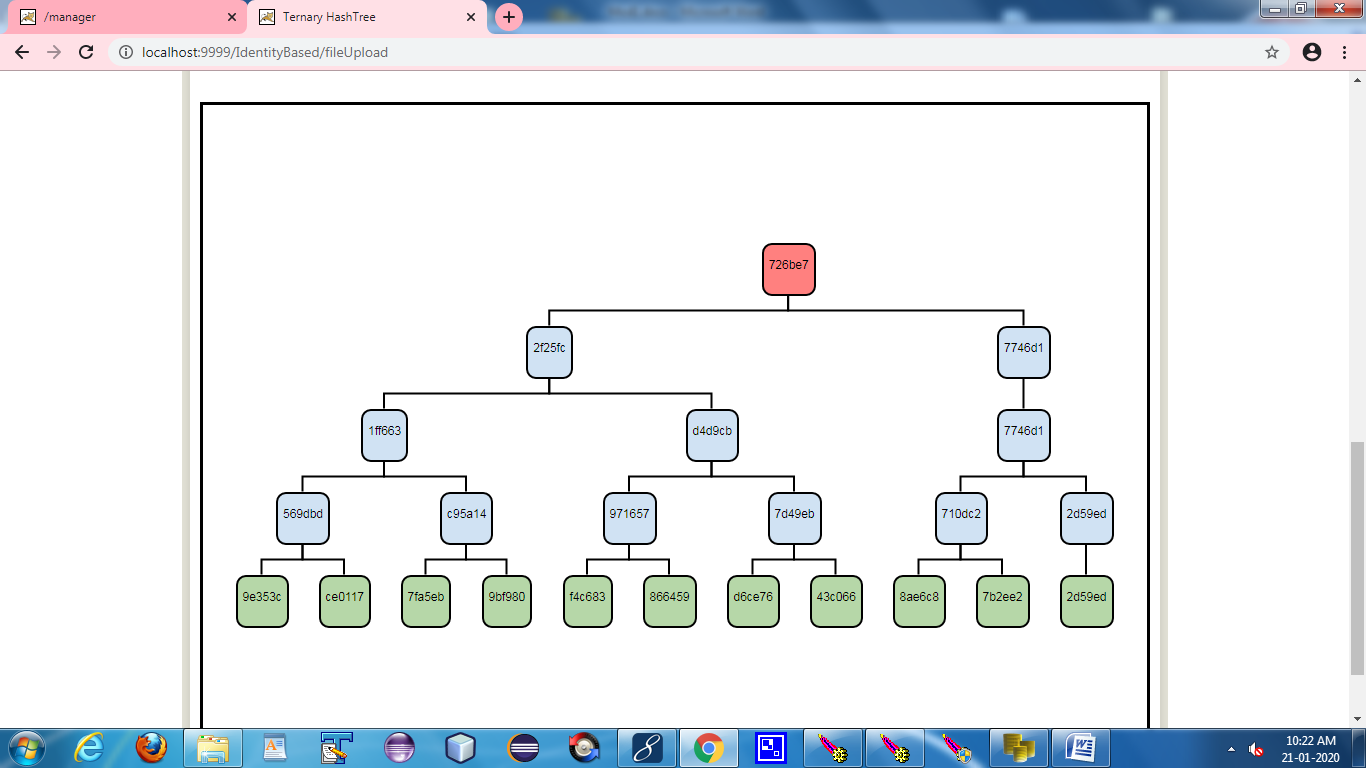 /manager
Ternary HashTree
localhost:9999/IdentityBased/fileUpload
726be7
2f25fc
7746d1
1ff663
d4d9cb
7746d1
569dbd
c95a14
971657
7d49eb
710dc2
2d59ed
9e353c
ce0117
7fa5eb
9bf980
f4c683
866459
d6ce76
43c066
8ae6c8
7b2ee2
2d59ed
10:22 AM
21-01-2020